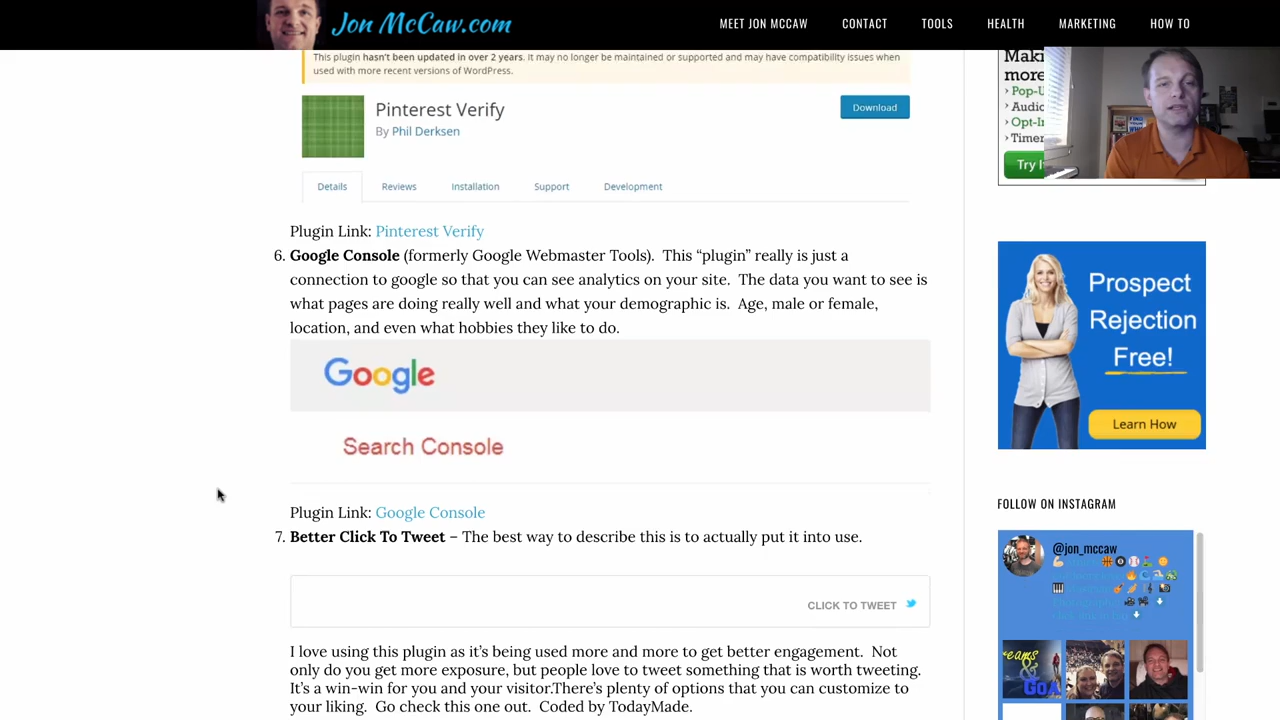 Jon McCaw.com
MEET JON MCCAW
CONTACT
TOOLS
HEALTH
MARKETING
HOW TO
This plugin hasn't been updated in over 2 years. It may no longer be maintained or supported and may have compatibility issues when
used with more recent versions of WordPress.
Pinterest Verify
By Phil Derksen
Download
Details
Reviews
Installation
Support
Development
Plugin Link: Pinterest Verify
6. Google Console (formerly Google Webmaster Tools). This “plugin” really is just a
connection to google so that you can see analytics on your site. The data you want to see is
what pages are doing really well and what your demographic is. Age, male or female,
location, and even what hobbies they like to do.
Google
Search Console
Plugin Link: Google Console
7. Better Click To Tweet – The best way to describe this is to actually put it into use.
CLICK TO TWEET
I love using this plugin as it's being used more and more to get better engagement. Not
only do you get more exposure, but people love to tweet something that is worth tweeting.
It's a win-win for you and your visitor.There's plenty of options that you can customize to
your liking. Go check this one out. Coded by TodayMade.
more
› Pop-U
› Audio
› Opt-In
› Timer
Try I
Prospect
Rejection
Free!
Learn How
FOLLOW ON INSTAGRAM
@jon_mccaw